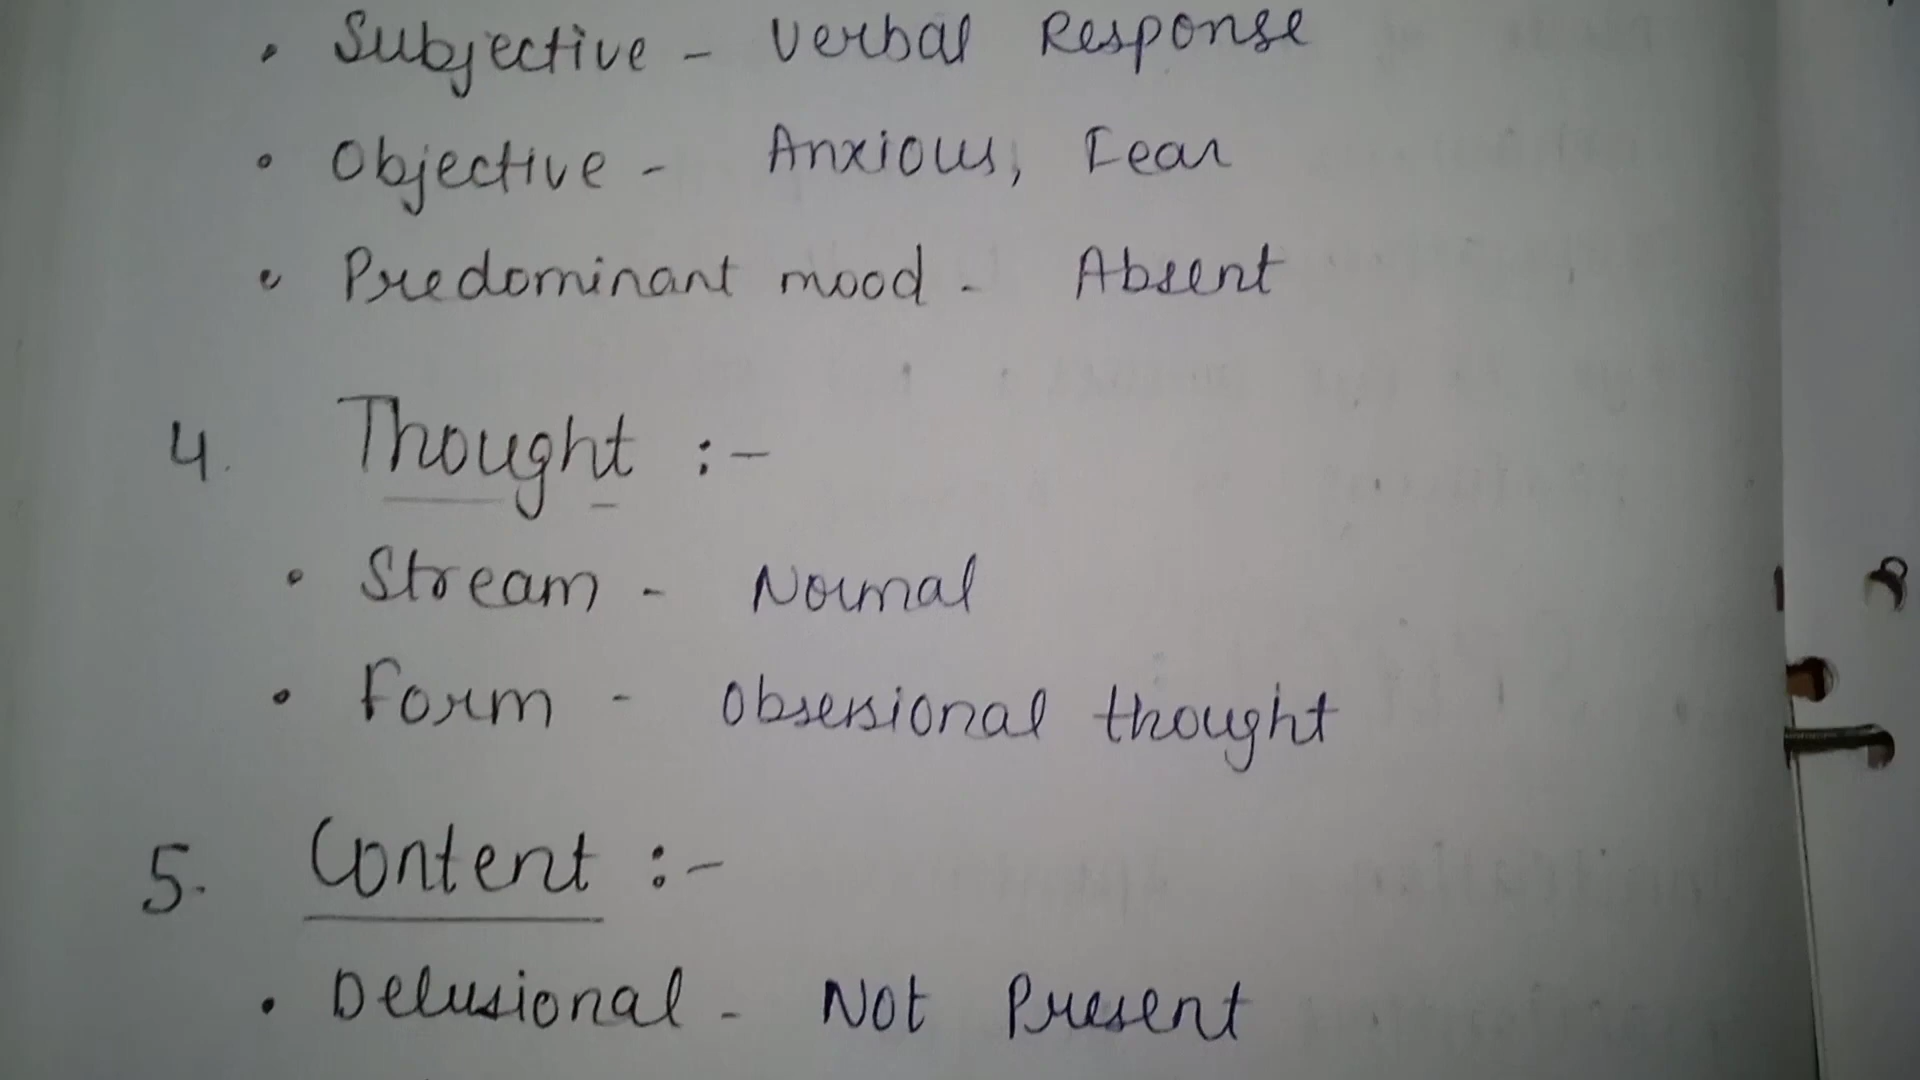 • Subjective - Verbal Response
• Objective - Anxious, Fear
• Predominant mood - Absent
4. Thought :-
• Stream - Normal
• Form - Obsessional thought
5. Content :-
• Delusional - Not Present